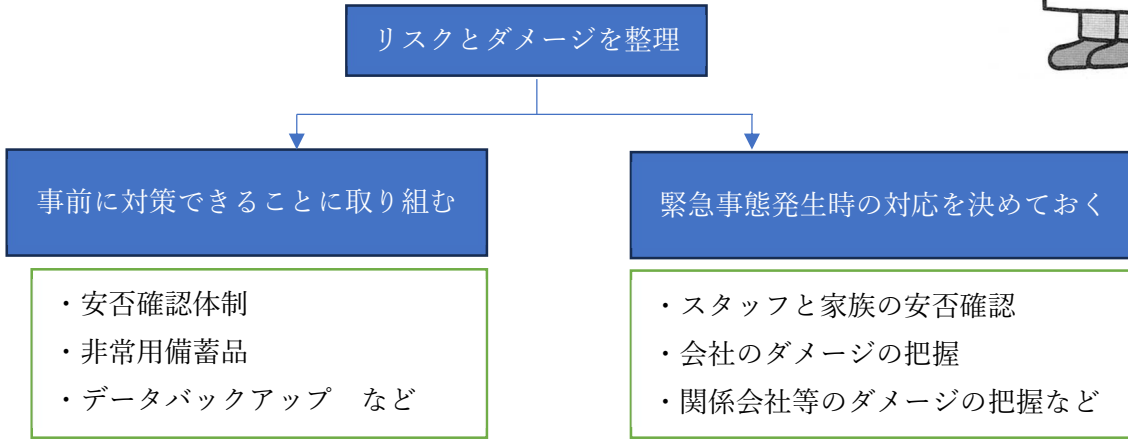 リスクとダメージを整理
事前に対策できることに取り組む
・安否確認体制
・非常用備蓄品
・データバックアップ　など
緊急事態発生時の対応を決めておく
・スタッフと家族の安否確認
・会社のダメージの把握
・関係会社等のダメージの把握など